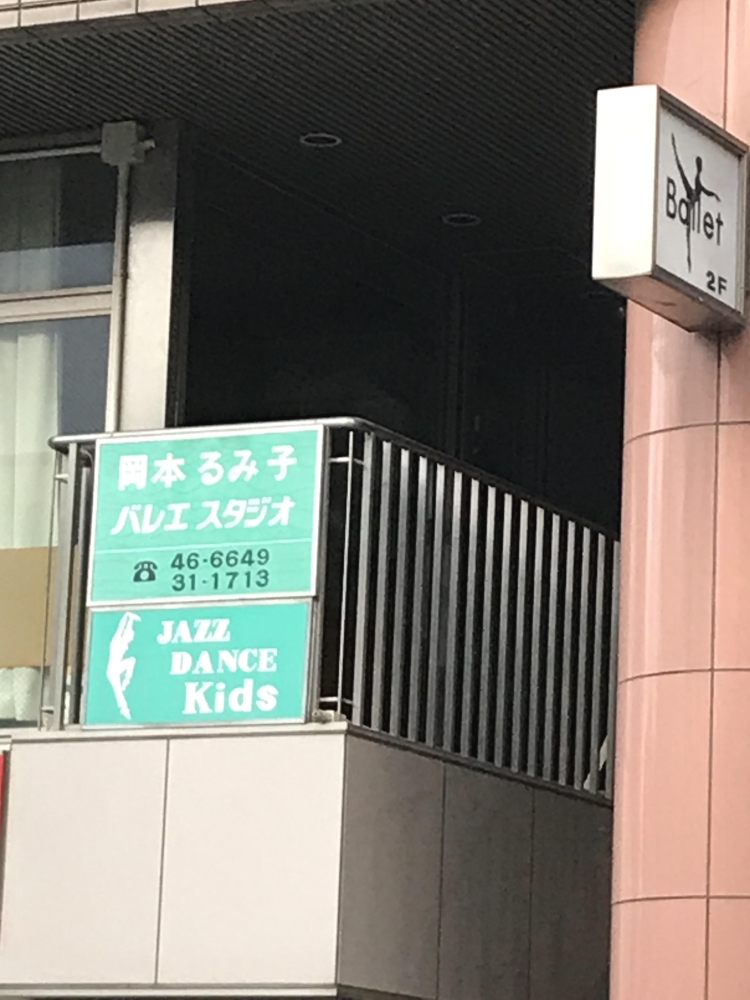 岡本 るみ子
バレエ スタジオ
☎ 46-6649
31-1713
JAZZ
DANCE
Kids
Ballet
2F